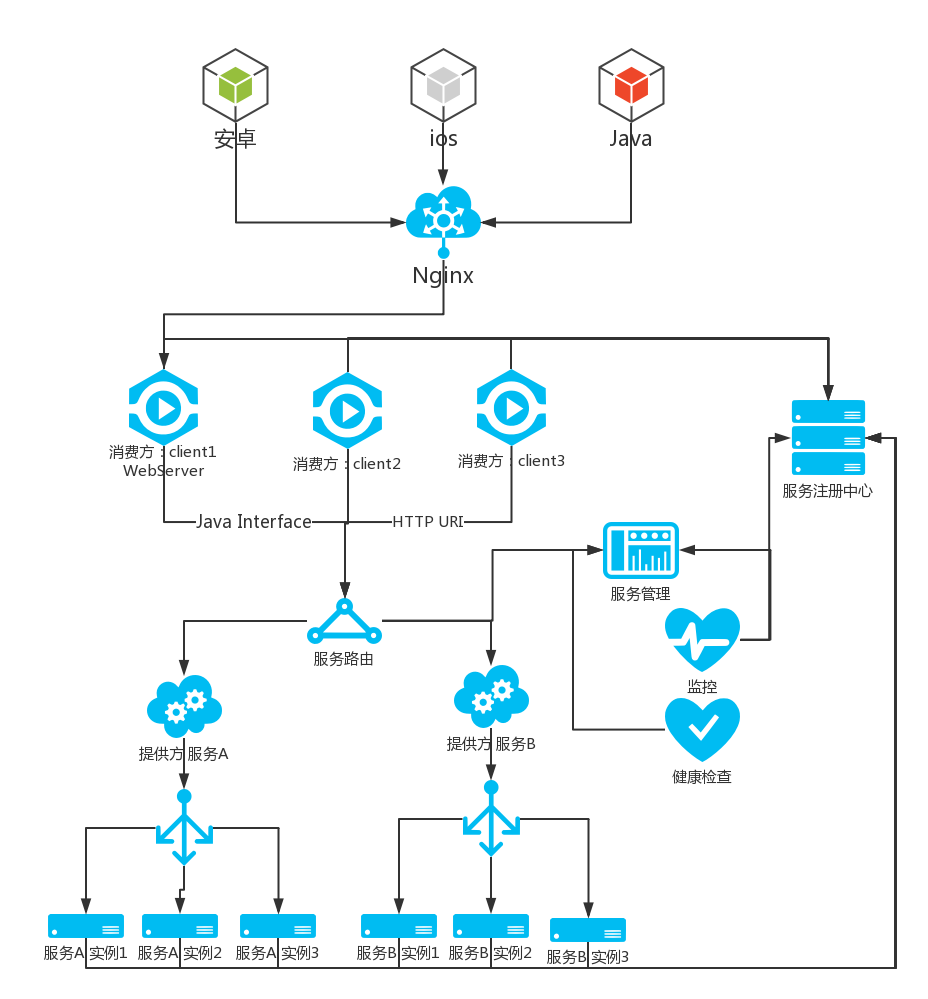 安卓
ios
Java
Nginx
消费方：client1
WebServer
消费方：client2
消费方：client3
服务注册中心
Java Interface
HTTP URI
服务管理
服务路由
监控
提供方 服务A
提供方 服务B
健康检查
服务A 实例1
服务A 实例2
服务A 实例3
服务B 实例1
服务B 实例2
服务B 实例3